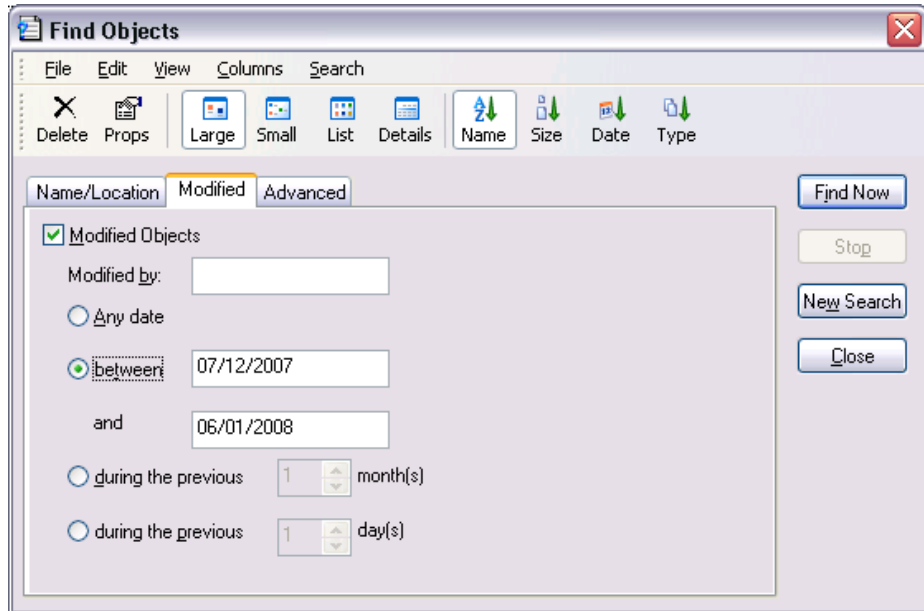 Find Objects
File Edit View Columns Search
Delete Props Large Small List Details Name Size Date Type
Name/Location Modified Advanced
Find Now
Modified Objects
Stop
Modified by:
Any date
New Search
between 07/12/2007
Close
and 06/01/2008
during the previous 1 month(s)
during the previous 1 day(s)